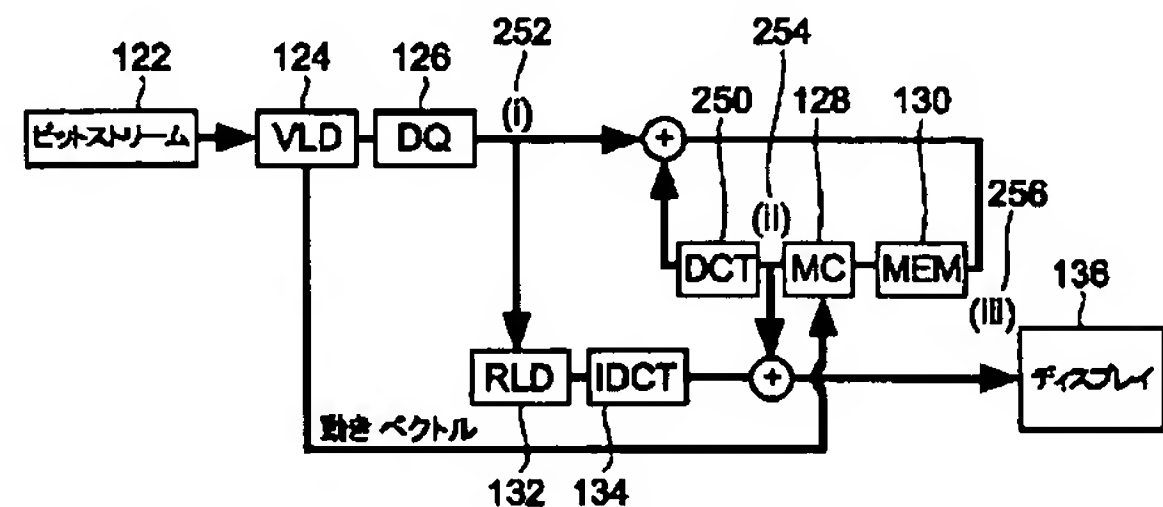 252
254
122
124
126
(i)
250
128
130
ビットストリーム
VLD
DQ
+
256
(ii)
DCT
MC
MEM
(iii)
136
RLD
IDCT
+
ディスプレイ
動き ベクトル
132
134